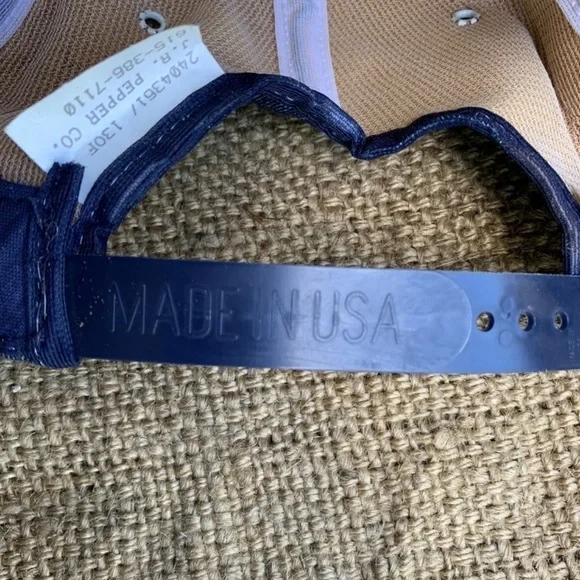 2404361/ 130F
J.R. PEPPER CO.
615-386-7110
MADE IN USA